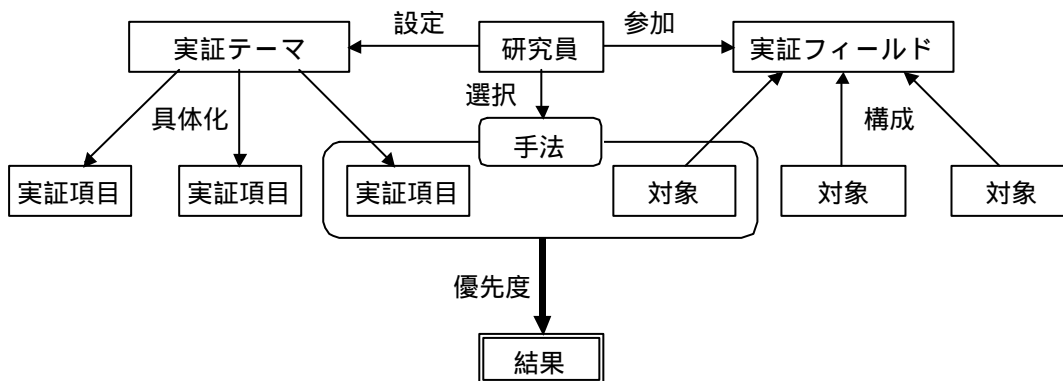 設定
参加
実証テーマ
研究員
実証フィールド
選択
具体化
構成
手法
実証項目
実証項目
実証項目
対象
対象
対象
優先度
結果